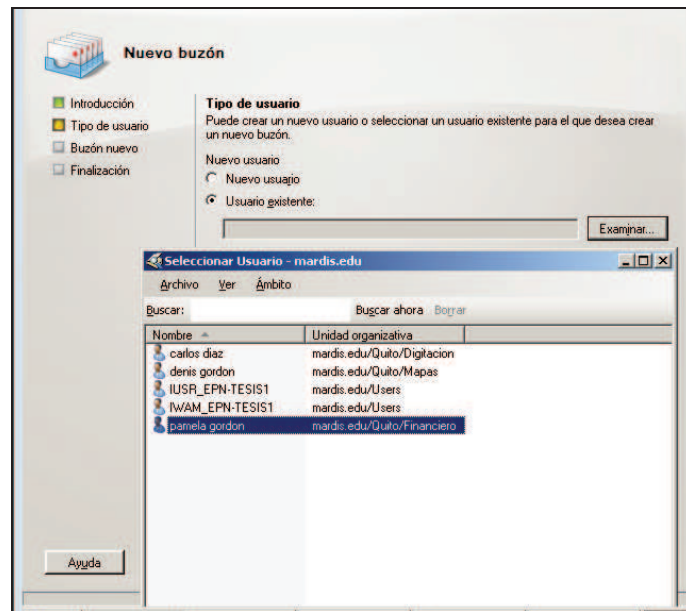 Nuevo buzón
Introducción
Tipo de usuario
Buzón nuevo
Finalización
Tipo de usuario
Puede crear un nuevo usuario o seleccionar un usuario existente para el que desea crear
un nuevo buzón.
Nuevo usuario
Nuevo usuario
Usuario existente:
Examinar...
Seleccionar Usuario - mardis.edu
Archivo Ver Ámbito
Buscar: Buscar ahora Borrar
Nombre Unidad organizativa
carlos diaz mardis.edu/Quito/Digitacion
denis gordon mardis.edu/Quito/Mapas
IUSR_EPN-TESIS1 mardis.edu/Users
IWAM_EPN-TESIS1 mardis.edu/Users
pamela gordon mardis.edu/Quito/Financiero
Ayuda